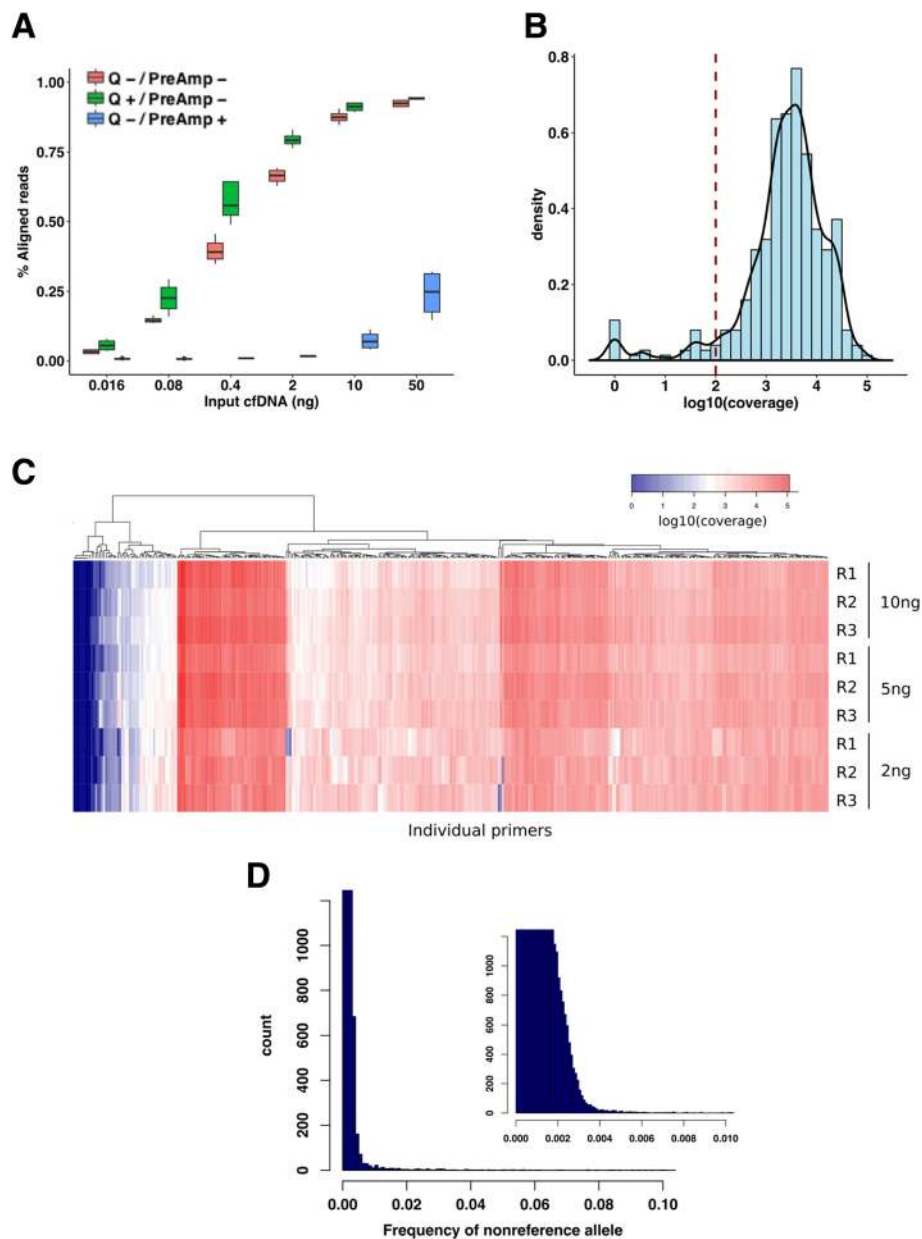 A
Q − / PreAmp −
Q + / PreAmp −
Q − / PreAmp +
% Aligned reads
1.00
0.75
0.50
0.25
0.00
0.016 0.08 0.4 2 10 50
Input cfDNA (ng)
B
density
0.8
0.6
0.4
0.2
0.0
0 1 2 3 4 5
log10(coverage)
C
0 1 2 3 4 5
log10(coverage)
R1
R2
R3
10ng
R1
R2
R3
5ng
R1
R2
R3
2ng
Individual primers
D
count
1000
800
600
400
200
0
0.00 0.02 0.04 0.06 0.08 0.10
Frequency of nonreference allele
1000
800
600
400
200
0
0.000 0.002 0.004 0.006 0.008 0.010